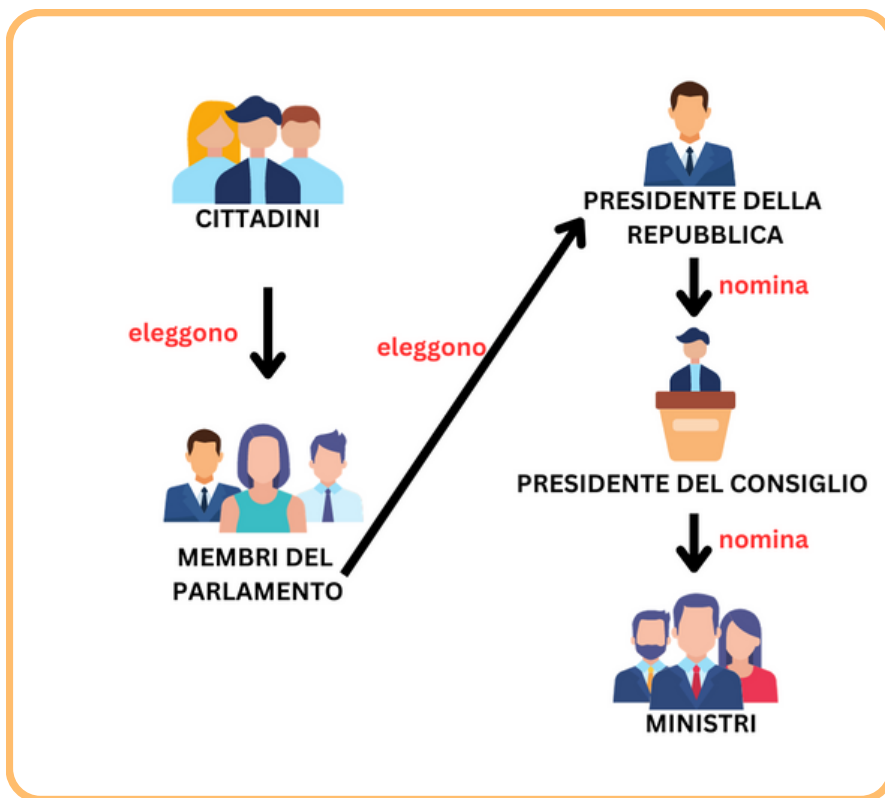 CITTADINI
eleggono
MEMBRI DEL
PARLAMENTO
eleggono
PRESIDENTE DELLA
REPUBBLICA
nomina
PRESIDENTE DEL CONSIGLIO
nomina
MINISTRI